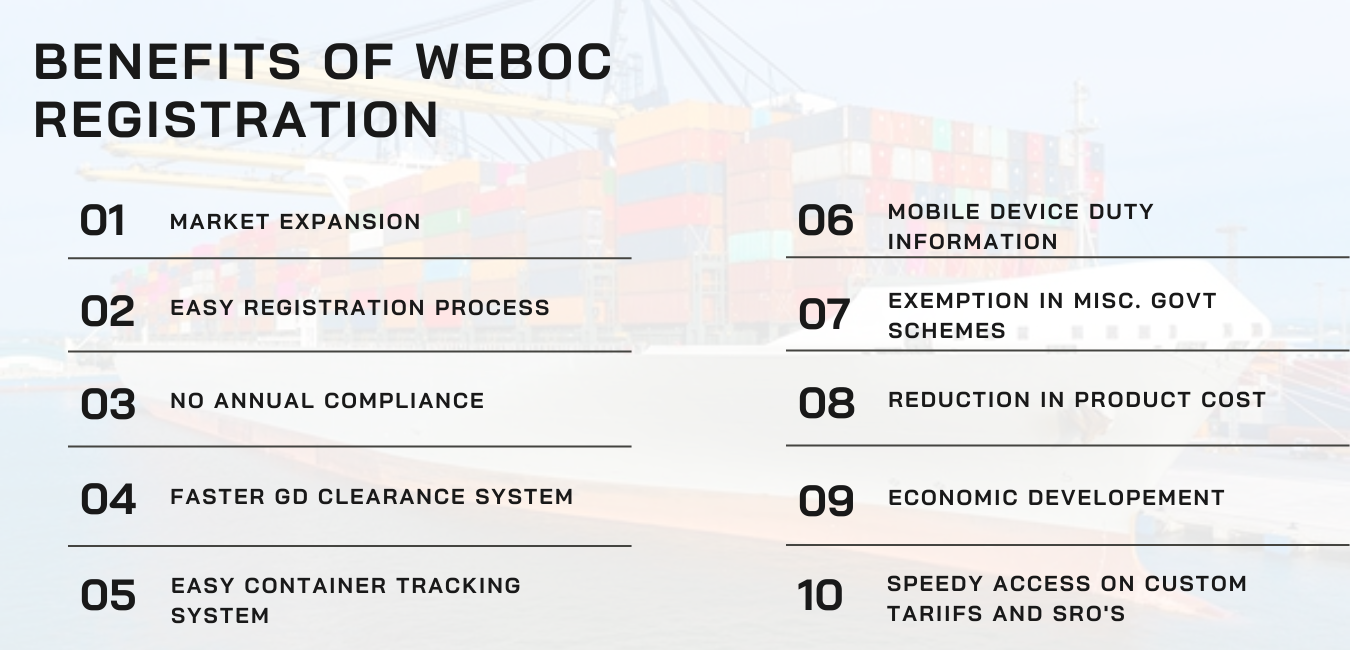 BENEFITS OF WEBOC
REGISTRATION
01 MARKET EXPANSION
02 EASY REGISTRATION PROCESS
03 NO ANNUAL COMPLIANCE
04 FASTER GD CLEARANCE SYSTEM
05 EASY CONTAINER TRACKING
SYSTEM
06 MOBILE DEVICE DUTY
INFORMATION
07 EXEMPTION IN MISC. GOVT
SCHEMES
08 REDUCTION IN PRODUCT COST
09 ECONOMIC DEVELOPEMENT
10 SPEEDY ACCESS ON CUSTOM
TARIIFS AND SRO'S